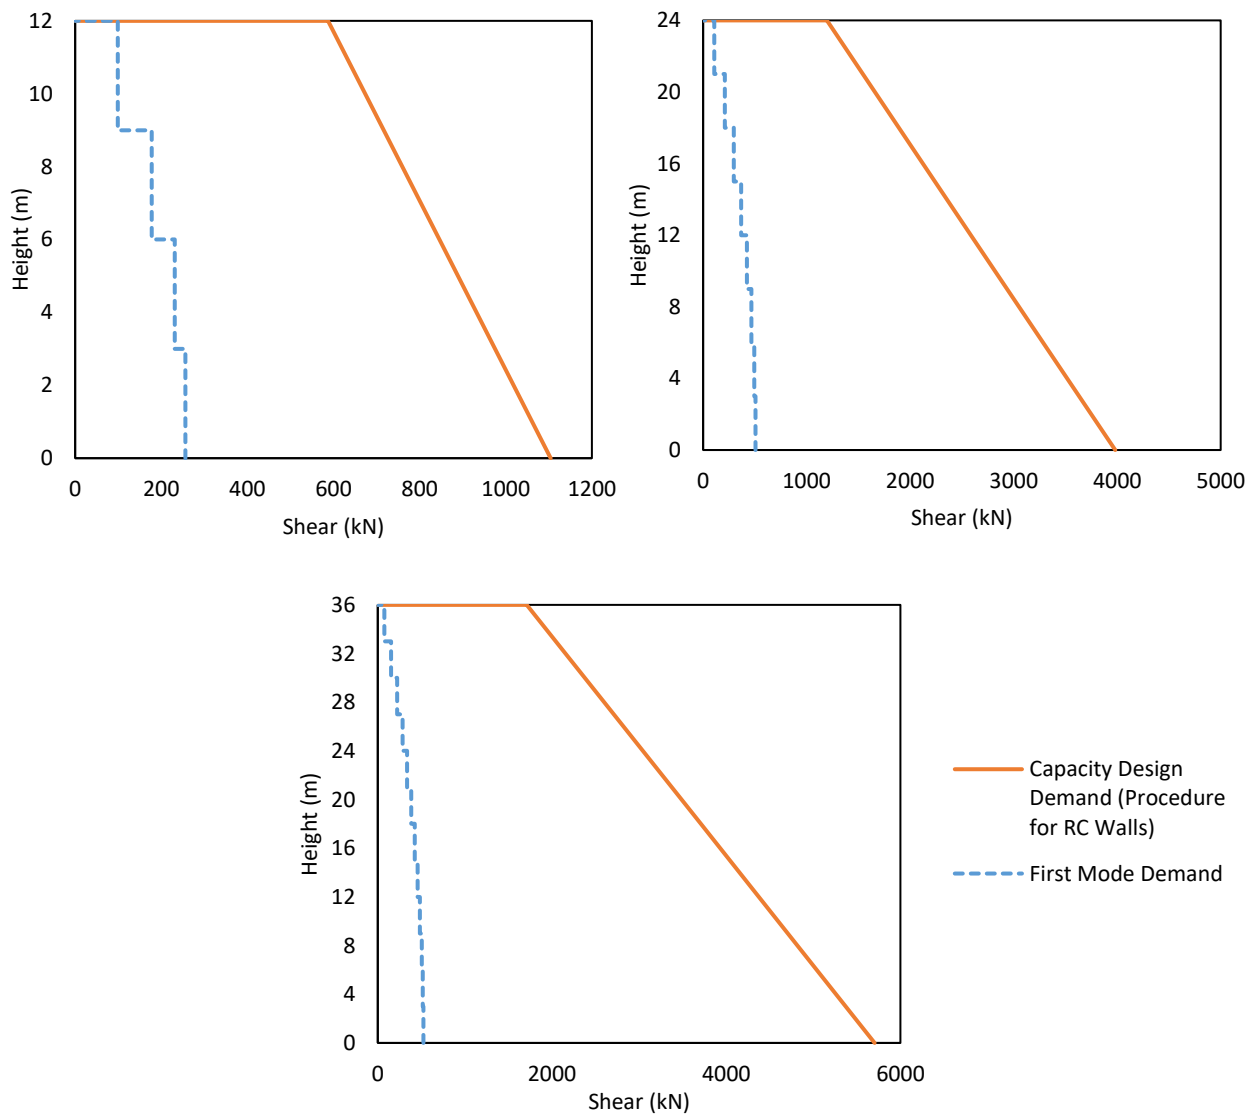 12
10
8
6
4
2
0
Height (m)
0 200 400 600 800 1000 1200
Shear (kN)
24
20
16
12
8
4
0
Height (m)
0 1000 2000 3000 4000 5000
Shear (kN)
36
32
28
24
20
16
12
8
4
0
Height (m)
0 2000 4000 6000
Shear (kN)
Capacity Design
Demand (Procedure
for RC Walls)
First Mode Demand